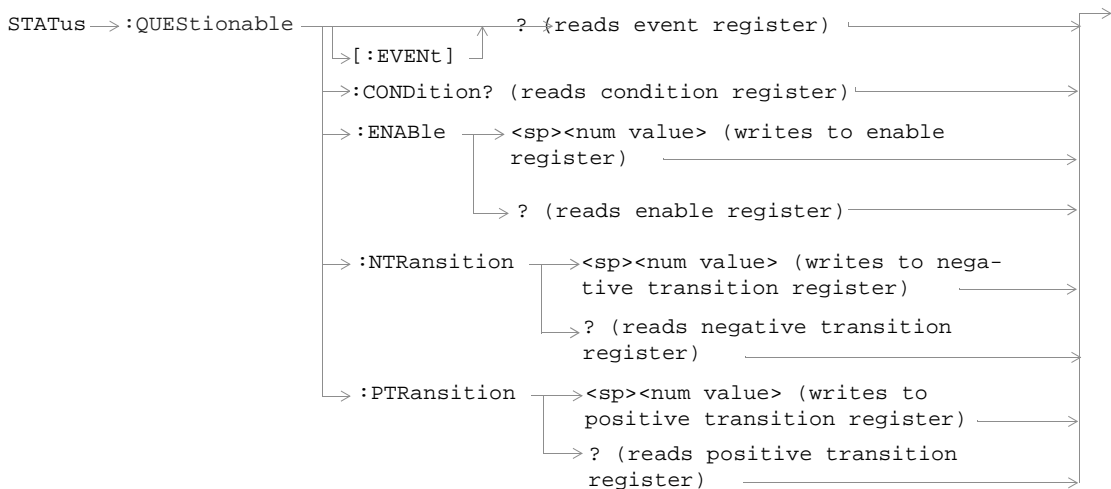 STATus :QUEStionable ? (reads event register)
[:EVENt]
:CONDition? (reads condition register)
:ENABle <sp><num value> (writes to enable
register)
? (reads enable register)
:NTRansition <sp><num value> (writes to nega-
tive transition register)
? (reads negative transition
register)
:PTRansition <sp><num value> (writes to
positive transition register)
? (reads positive transition
register)